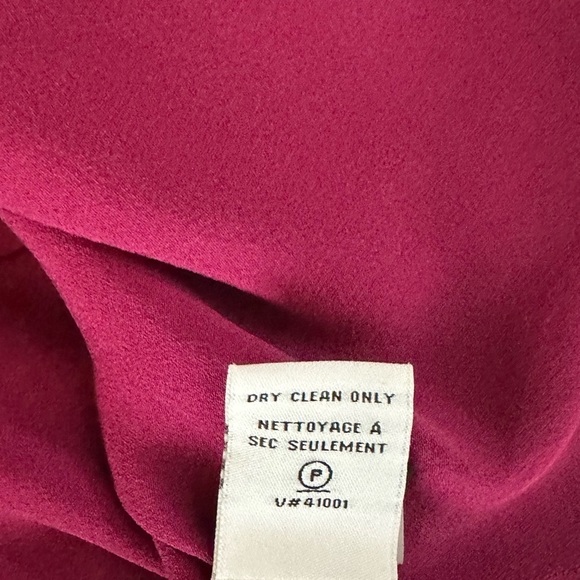 DRY CLEAN ONLY
NETTOYAGE À
SEC SEULEMENT
P
V#41001